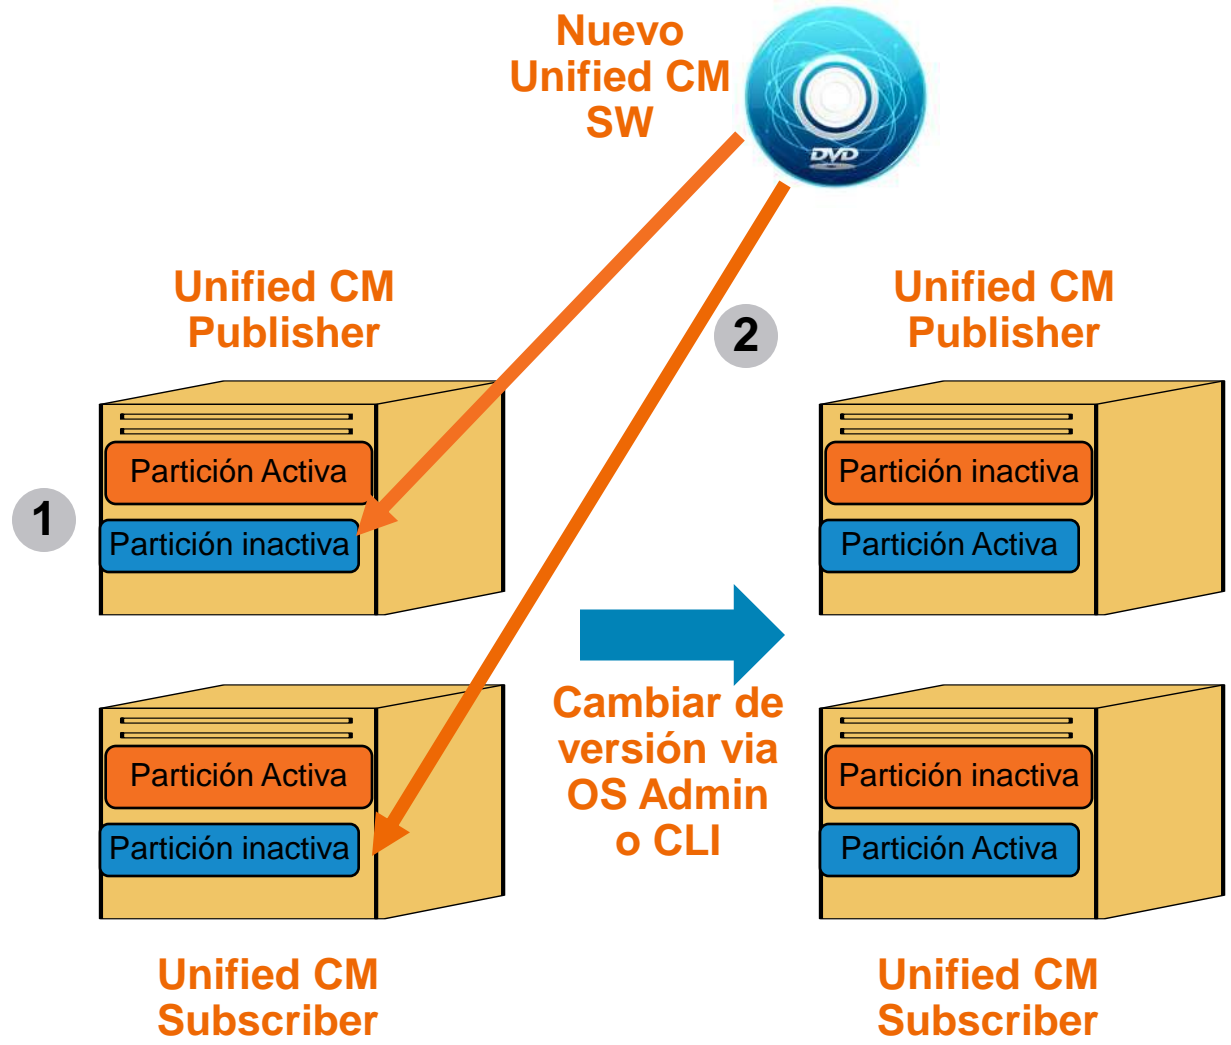 Nuevo
Unified CM
SW
DVD
Unified CM
Publisher
Unified CM
Publisher
2
Partición Activa
Partición inactiva
1
Partición inactiva
Partición Activa
Cambiar de
versión via
OS Admin
o CLI
Partición Activa
Partición inactiva
Partición inactiva
Partición Activa
Unified CM
Subscriber
Unified CM
Subscriber